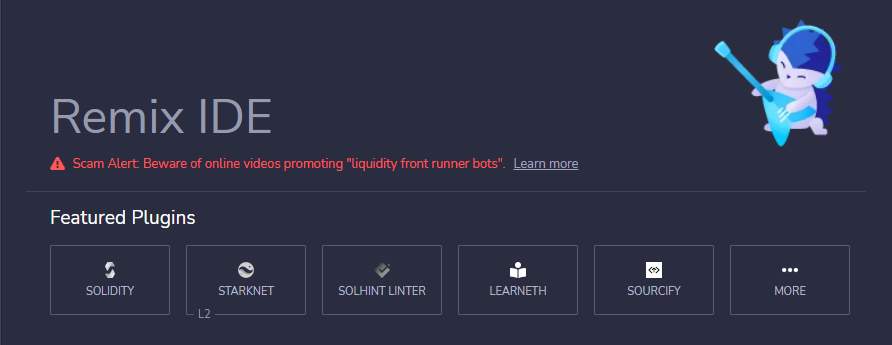 Remix IDE
Scam Alert: Beware of online videos promoting "liquidity front runner bots". Learn more
Featured Plugins
SOLIDITY STARKNET SOLHINT LINTER LEARNETH SOURCIFY MORE
L2